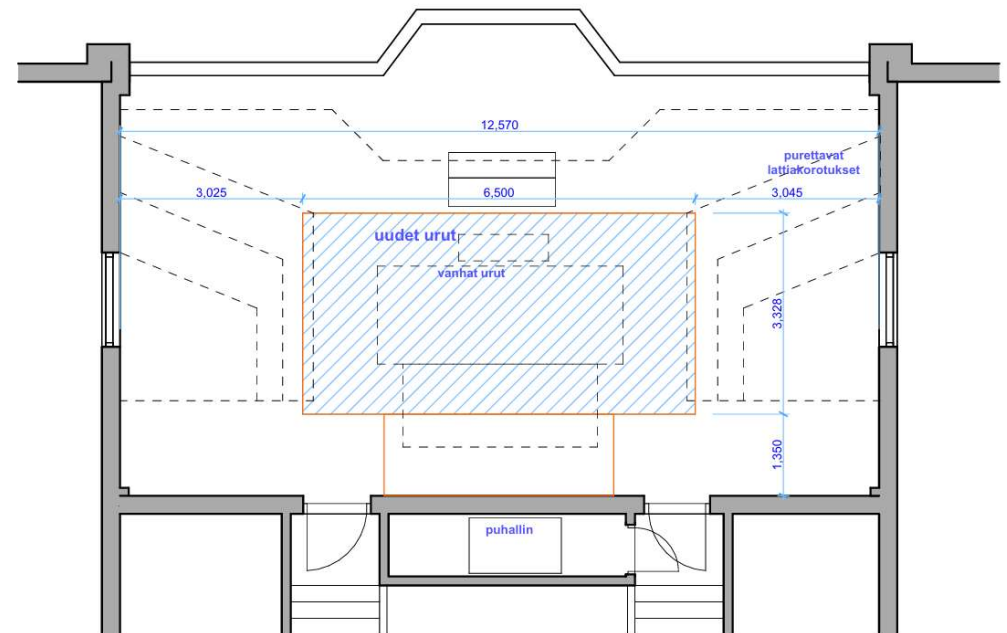 12,570
purettavat
lattiakorotukset
3,025
6,500
3,045
uudet urut
vanhat urut
3,328
1,350
puhallin